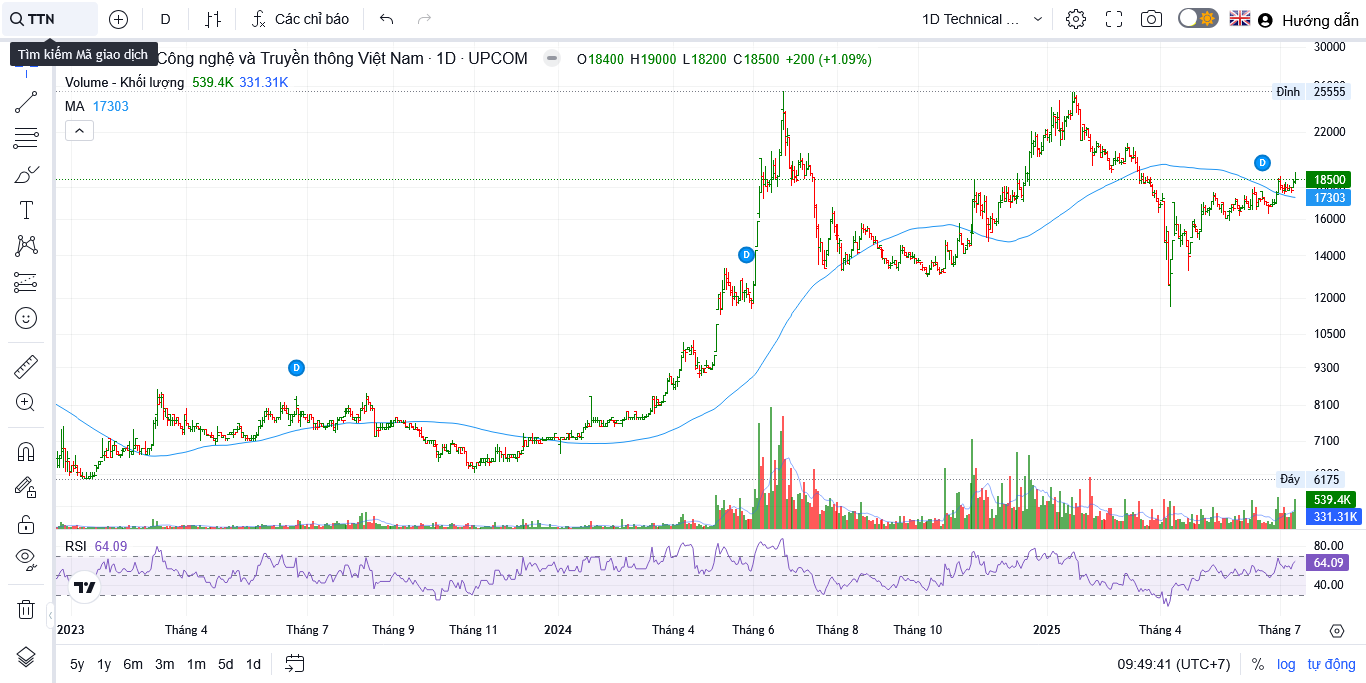 TTN
D
Các chỉ báo
1D Technical ...
Hướng dẫn
Tìm kiếm Mã giao dịch
Công nghệ và Truyền thông Việt Nam · 1D · UPCOM
O18400 H19000 L18200 C18500 +200 (+1.09%)
Volume - Khối lượng 539.4K 331.31K
MA 17303
30000
Đỉnh 25555
22000
D
18500
17303
16000
D
14000
12000
10500
D
9300
8100
7100
Đáy 6175
539.4K
331.31K
RSI 64.09
80.00
64.09
40.00
2023 Tháng 4 Tháng 7 Tháng 9 Tháng 11 2024 Tháng 4 Tháng 6 Tháng 8 Tháng 10 2025 Tháng 4 Tháng 7
5y 1y 6m 3m 1m 5d 1d
09:49:41 (UTC+7) % log tự động